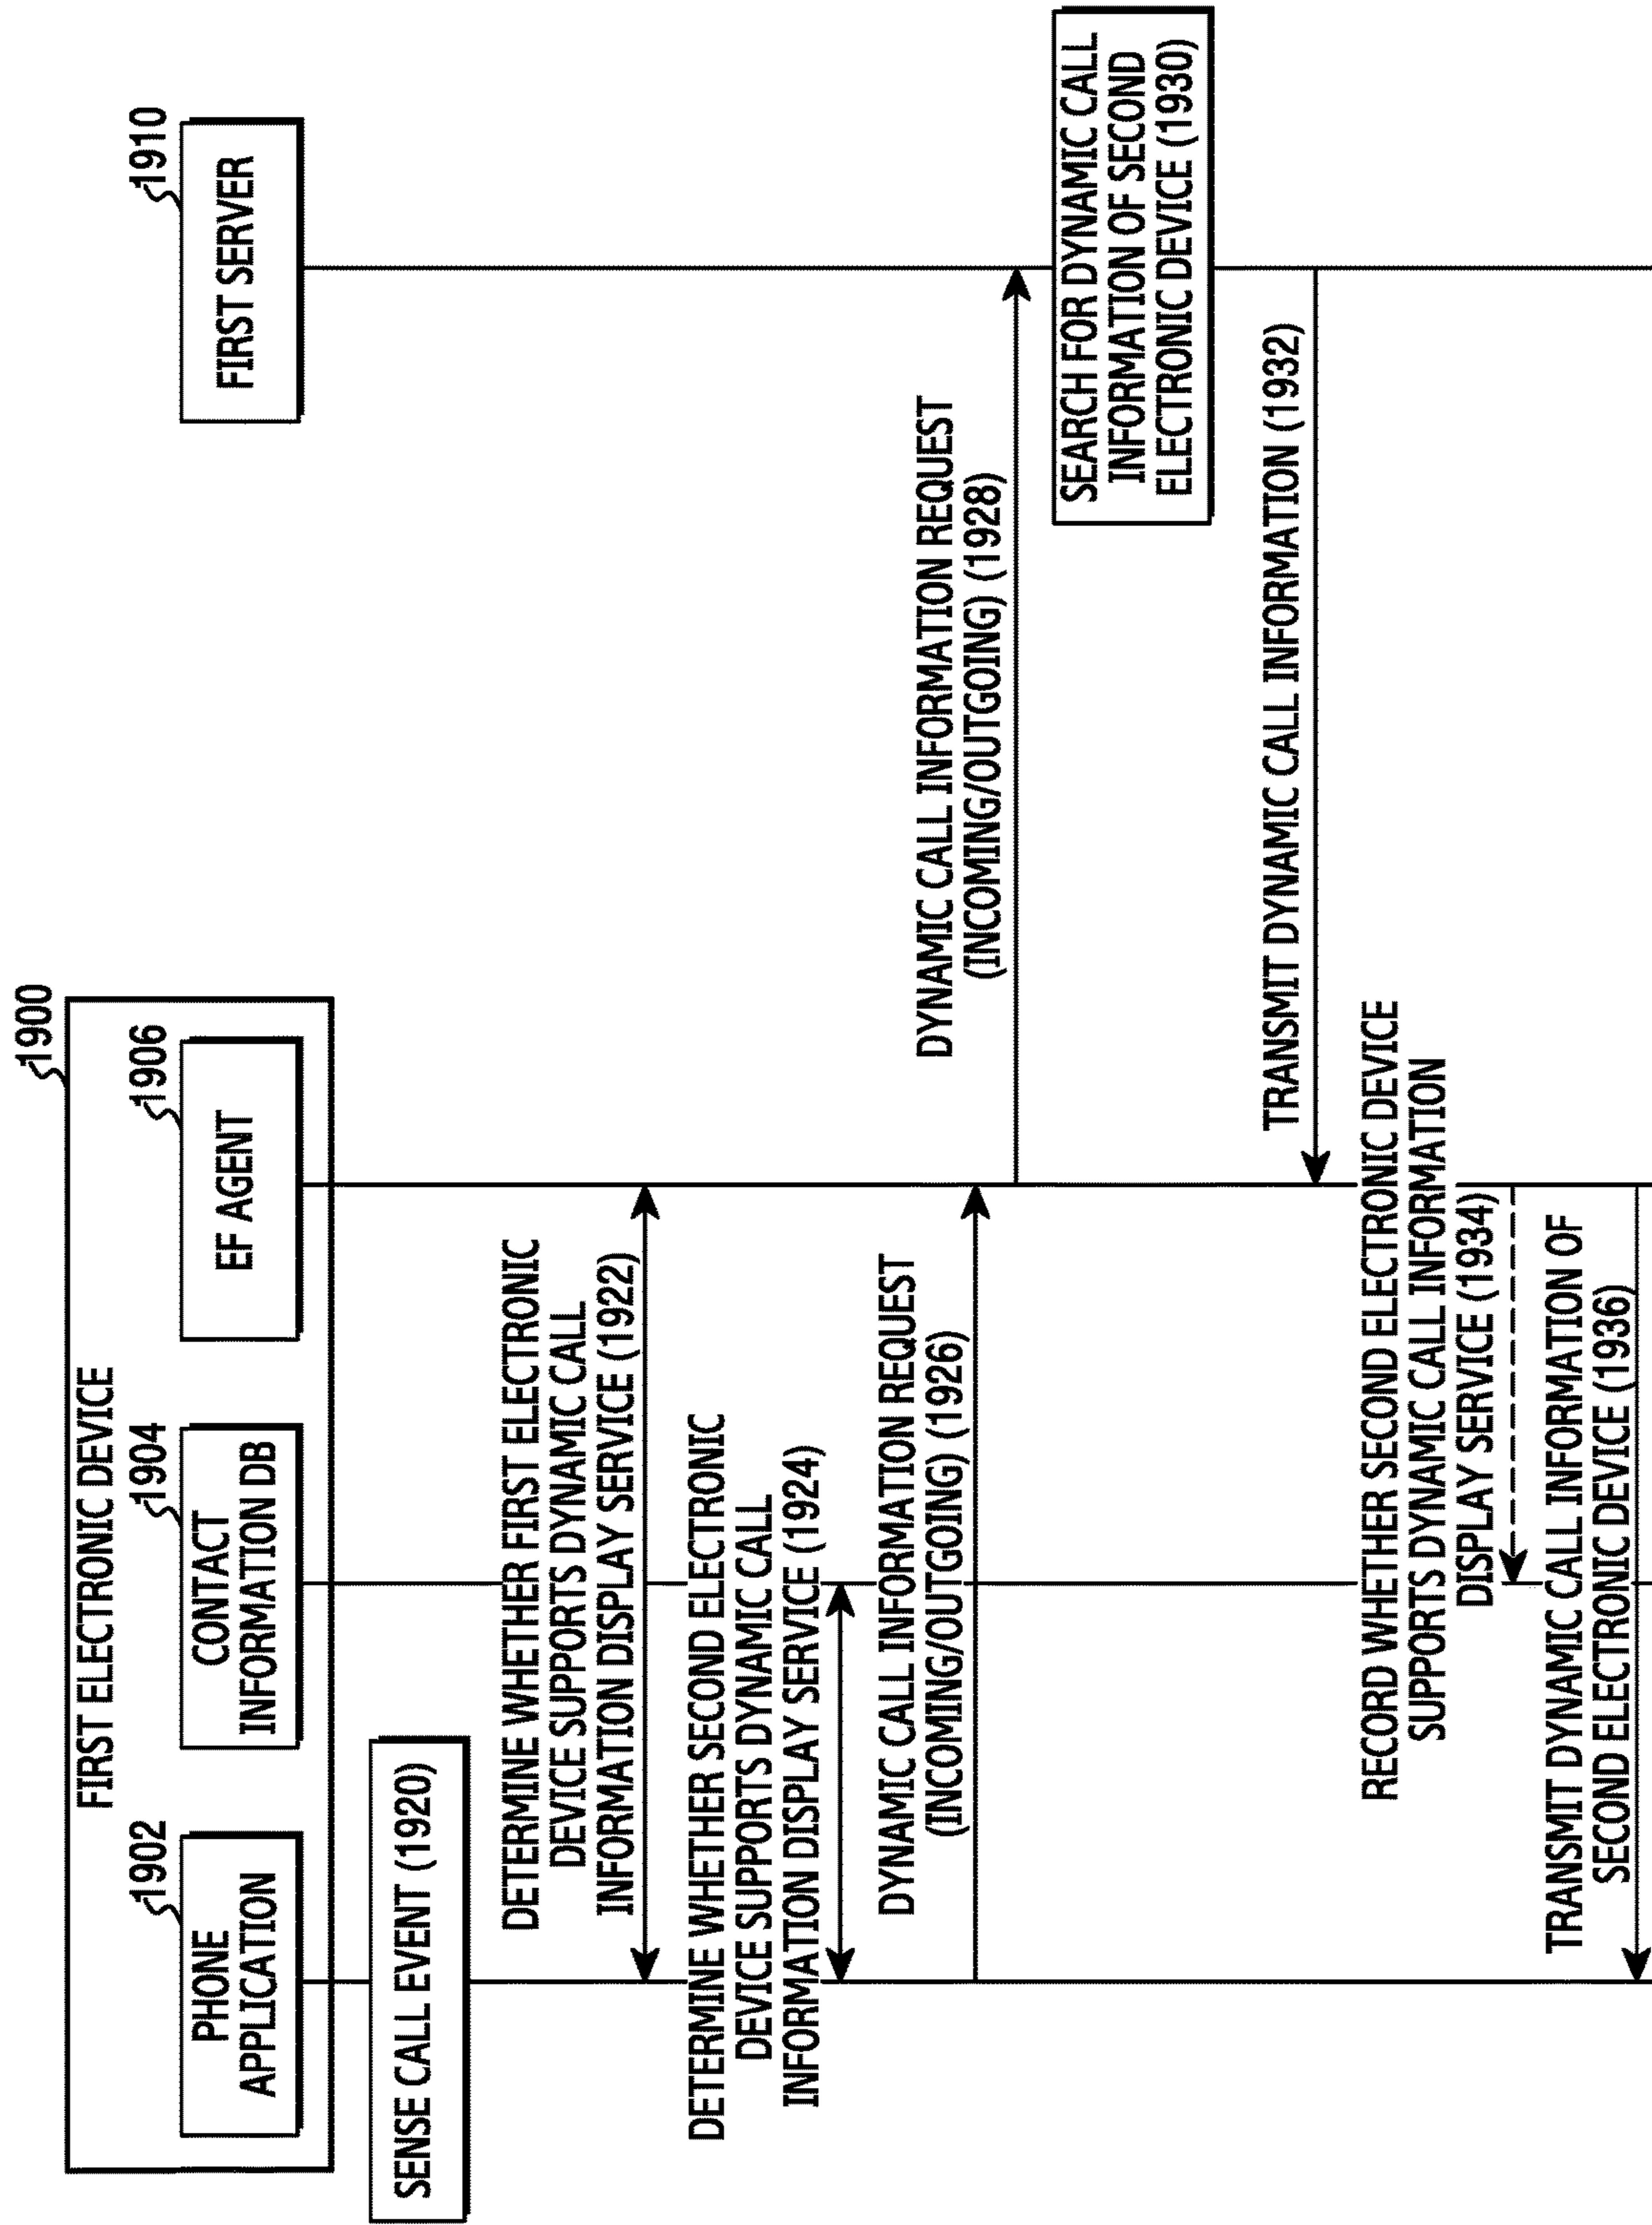 1900
FIRST ELECTRONIC DEVICE
1902
PHONE
APPLICATION
1904
CONTACT
INFORMATION DB
1906
EF AGENT
1910
FIRST SERVER
SENSE CALL EVENT (1920)
DETERMINE WHETHER FIRST ELECTRONIC
DEVICE SUPPORTS DYNAMIC CALL
INFORMATION DISPLAY SERVICE (1922)
DETERMINE WHETHER SECOND ELECTRONIC
DEVICE SUPPORTS DYNAMIC CALL
INFORMATION DISPLAY SERVICE (1924)
DYNAMIC CALL INFORMATION REQUEST
(INCOMING/OUTGOING) (1926)
DYNAMIC CALL INFORMATION REQUEST
(INCOMING/OUTGOING) (1928)
SEARCH FOR DYNAMIC CALL
INFORMATION OF SECOND
ELECTRONIC DEVICE (1930)
TRANSMIT DYNAMIC CALL INFORMATION (1932)
RECORD WHETHER SECOND ELECTRONIC DEVICE
SUPPORTS DYNAMIC CALL INFORMATION
DISPLAY SERVICE (1934)
TRANSMIT DYNAMIC CALL INFORMATION OF
SECOND ELECTRONIC DEVICE (1936)